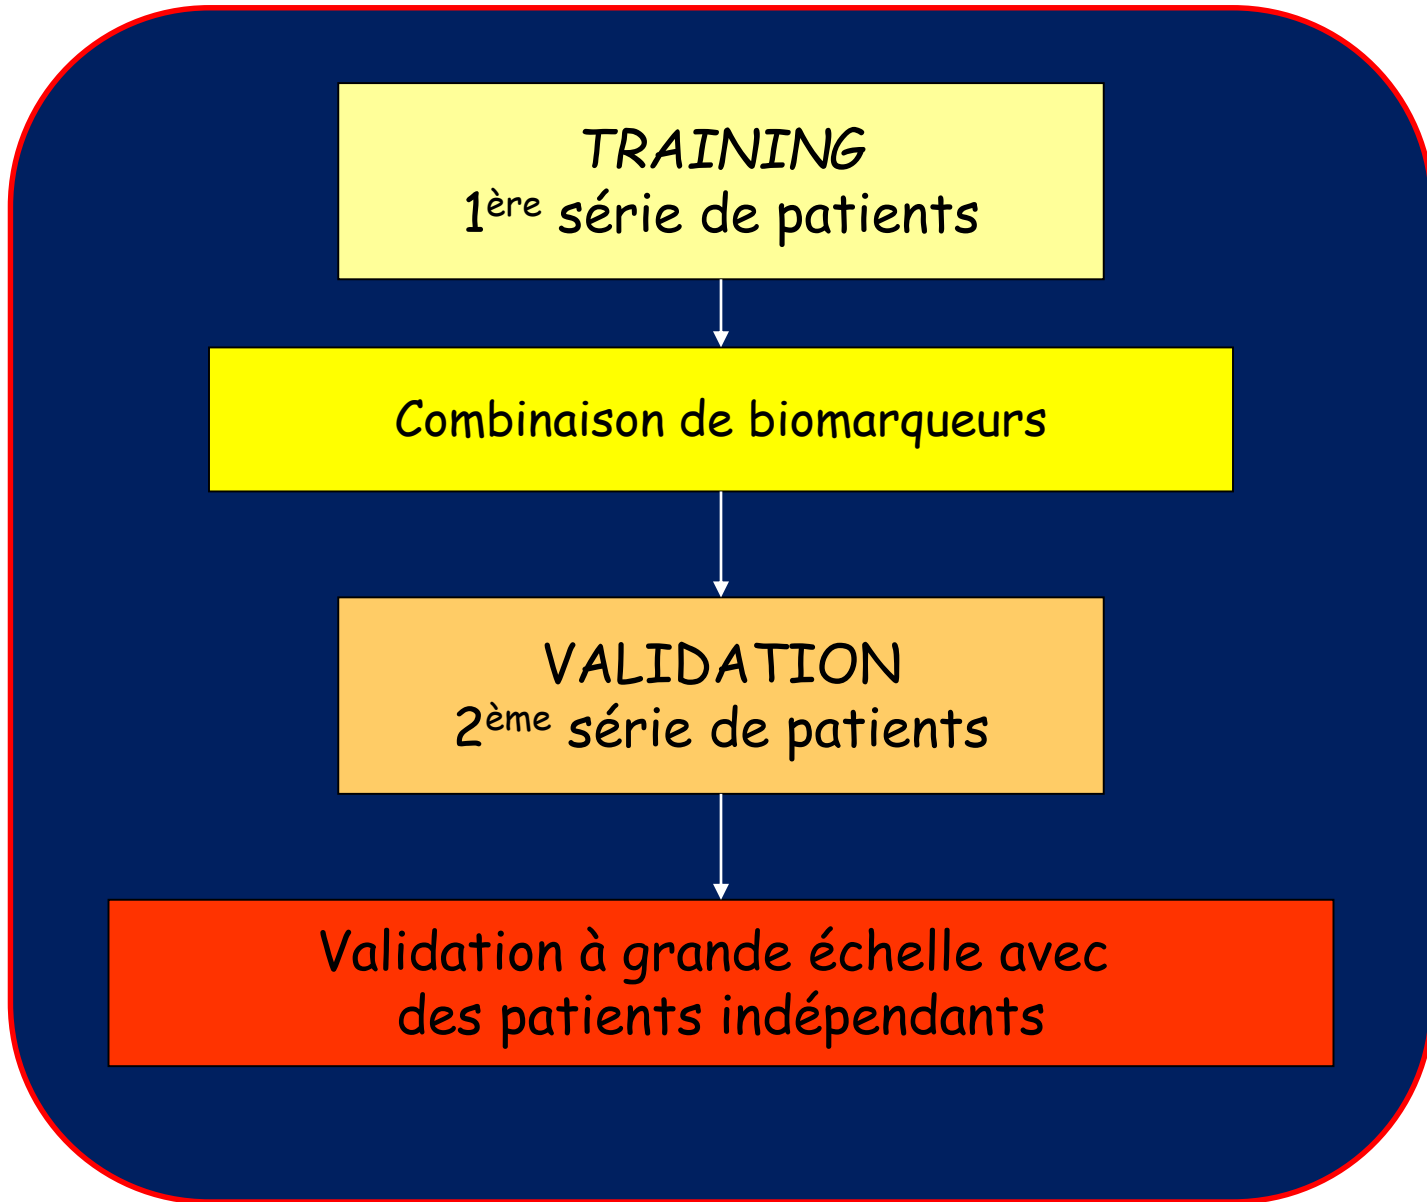 TRAINING
1ère série de patients
Combinaison de biomarqueurs
VALIDATION
2ème série de patients
Validation à grande échelle avec
des patients indépendants